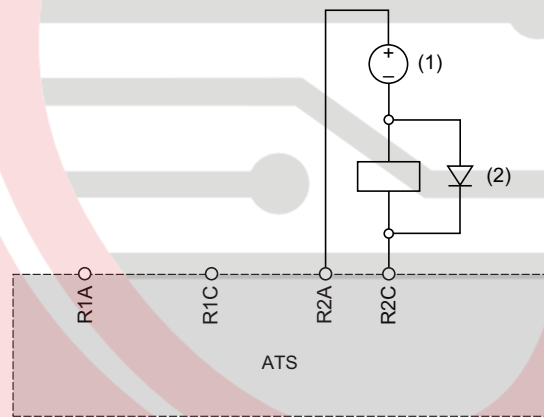 +
(1)
−
(2)
R1A
R1C
R2A
R2C
ATS